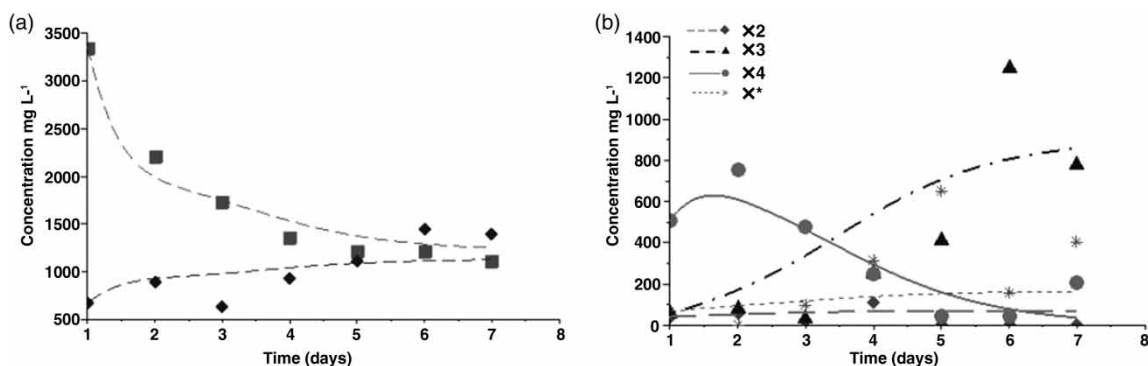 (a)
Concentration mg L-¹
3500
3000
2500
2000
1500
1000
500
1 2 3 4 5 6 7 8
Time (days)
(b)
Concentration mg L-¹
1400
1200
1000
800
600
400
200
0
×2
×3
×4
×*
1 2 3 4 5 6 7 8
Time (days)